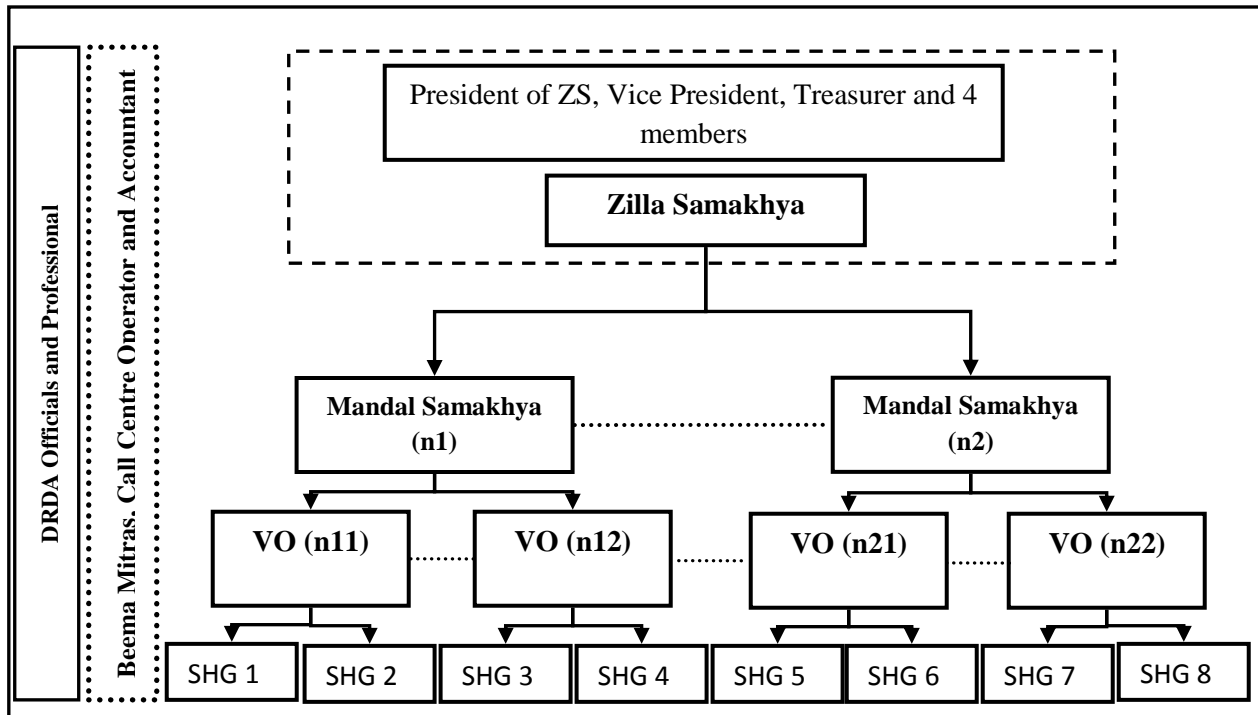 DRDA Officials and Professional
Beema Mitras. Call Centre Operator and Accountant
President of ZS, Vice President, Treasurer and 4
members
Zilla Samakhya
Mandal Samakhya
(n1)
Mandal Samakhya
(n2)
VO (n11)
VO (n12)
VO (n21)
VO (n22)
SHG 1
SHG 2
SHG 3
SHG 4
SHG 5
SHG 6
SHG 7
SHG 8